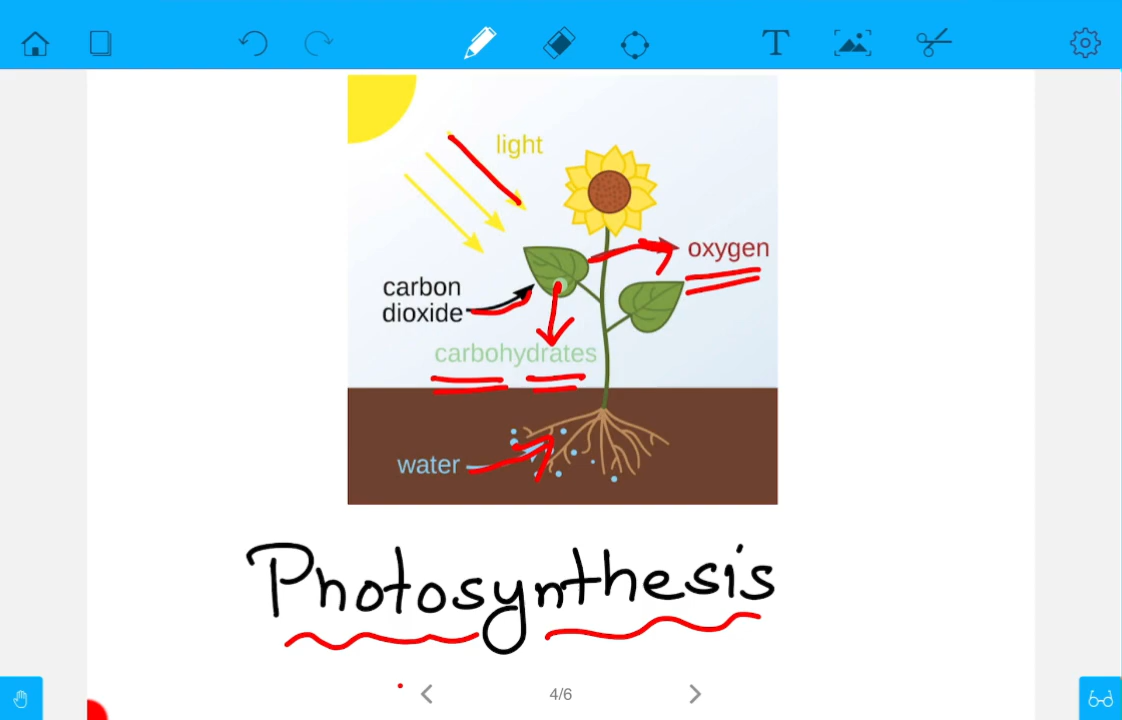 T
light
oxygen
carbon
dioxide
carbohydrates
water
Photosynthesis
4/6